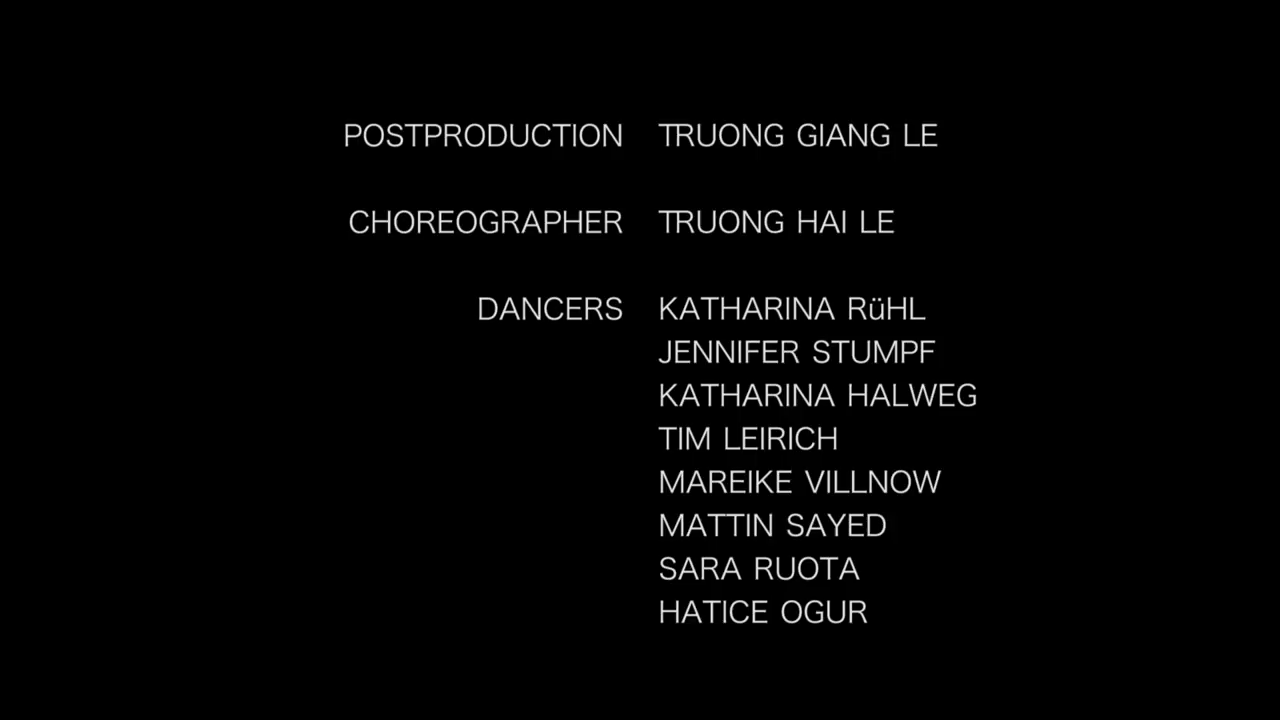 POSTPRODUCTION TRUONG GIANG LE
CHOREOGRAPHER TRUONG HAI LE
DANCERS KATHARINA RüHL
JENNIFER STUMPF
KATHARINA HALWEG
TIM LEIRICH
MAREIKE VILLNOW
MATTIN SAYED
SARA RUOTA
HATICE OGUR